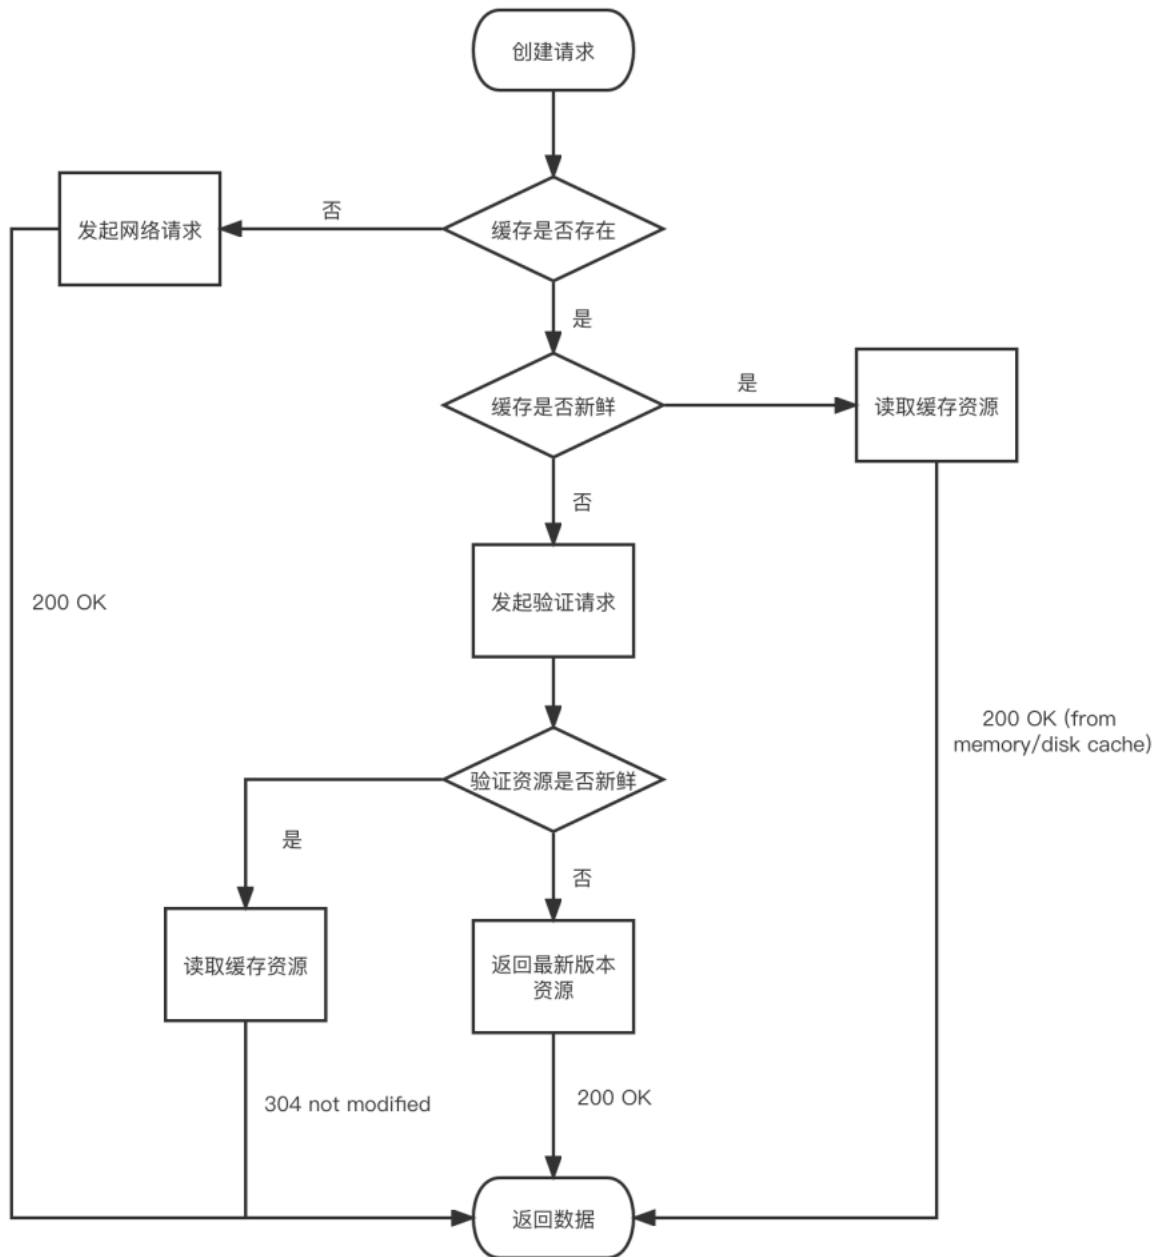 创建请求
否
发起网络请求
缓存是否存在
是
是
缓存是否新鲜
读取缓存资源
否
200 OK
发起验证请求
200 OK (from
memory/disk cache)
验证资源是否新鲜
是
否
读取缓存资源
返回最新版本
资源
304 not modified
200 OK
返回数据